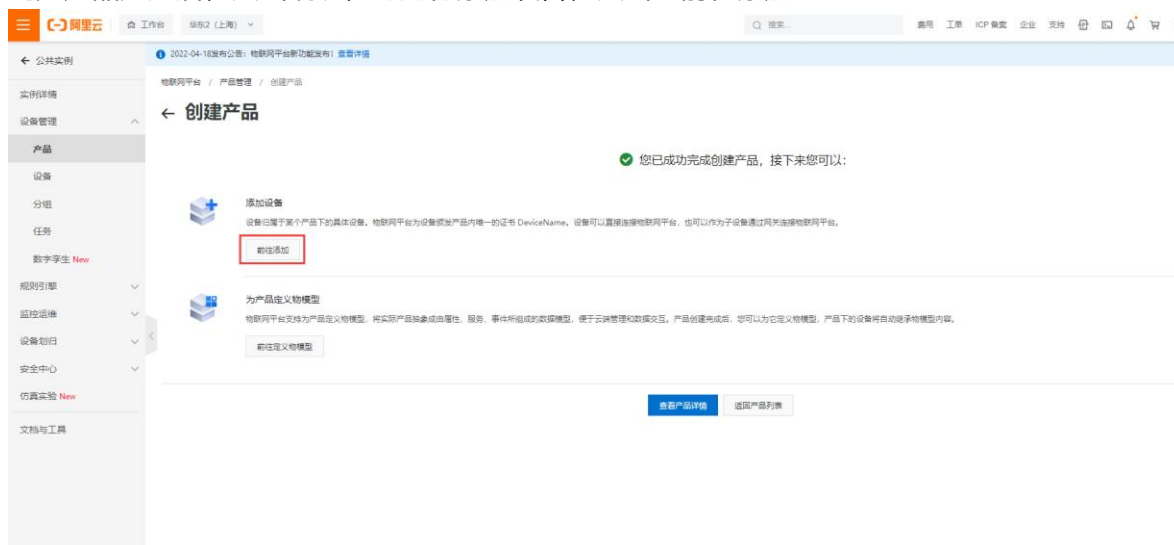 阿里云 工作台 华东2（上海） 搜索... 费用 工单 ICP 备案 企业 支持
公共实例
2022-04-18发布公告：物联网平台新功能发布！查看详情
物联网平台 / 产品管理 / 创建产品
实例详情
创建产品
设备管理
产品
您已成功完成创建产品，接下来您可以：
设备
分组
添加设备
设备归属于某个产品下的具体设备。物联网平台为设备颁发产品内唯一的证书 DeviceName。设备可以直接连接物联网平台，也可以作为子设备通过网关连接物联网平台。
任务
前往添加
数字孪生 New
规则引擎
为产品定义物模型
监控运维
物联网平台支持为产品定义物模型，将实际产品抽象成由属性、服务、事件所组成的数据模型，便于云端管理和数据交互。产品创建完成后，您可以为它定义物模型，产品下的设备将自动继承物模型内容。
设备划归
前往定义物模型
安全中心
仿真实验 New
查看产品详情 返回产品列表
文档与工具